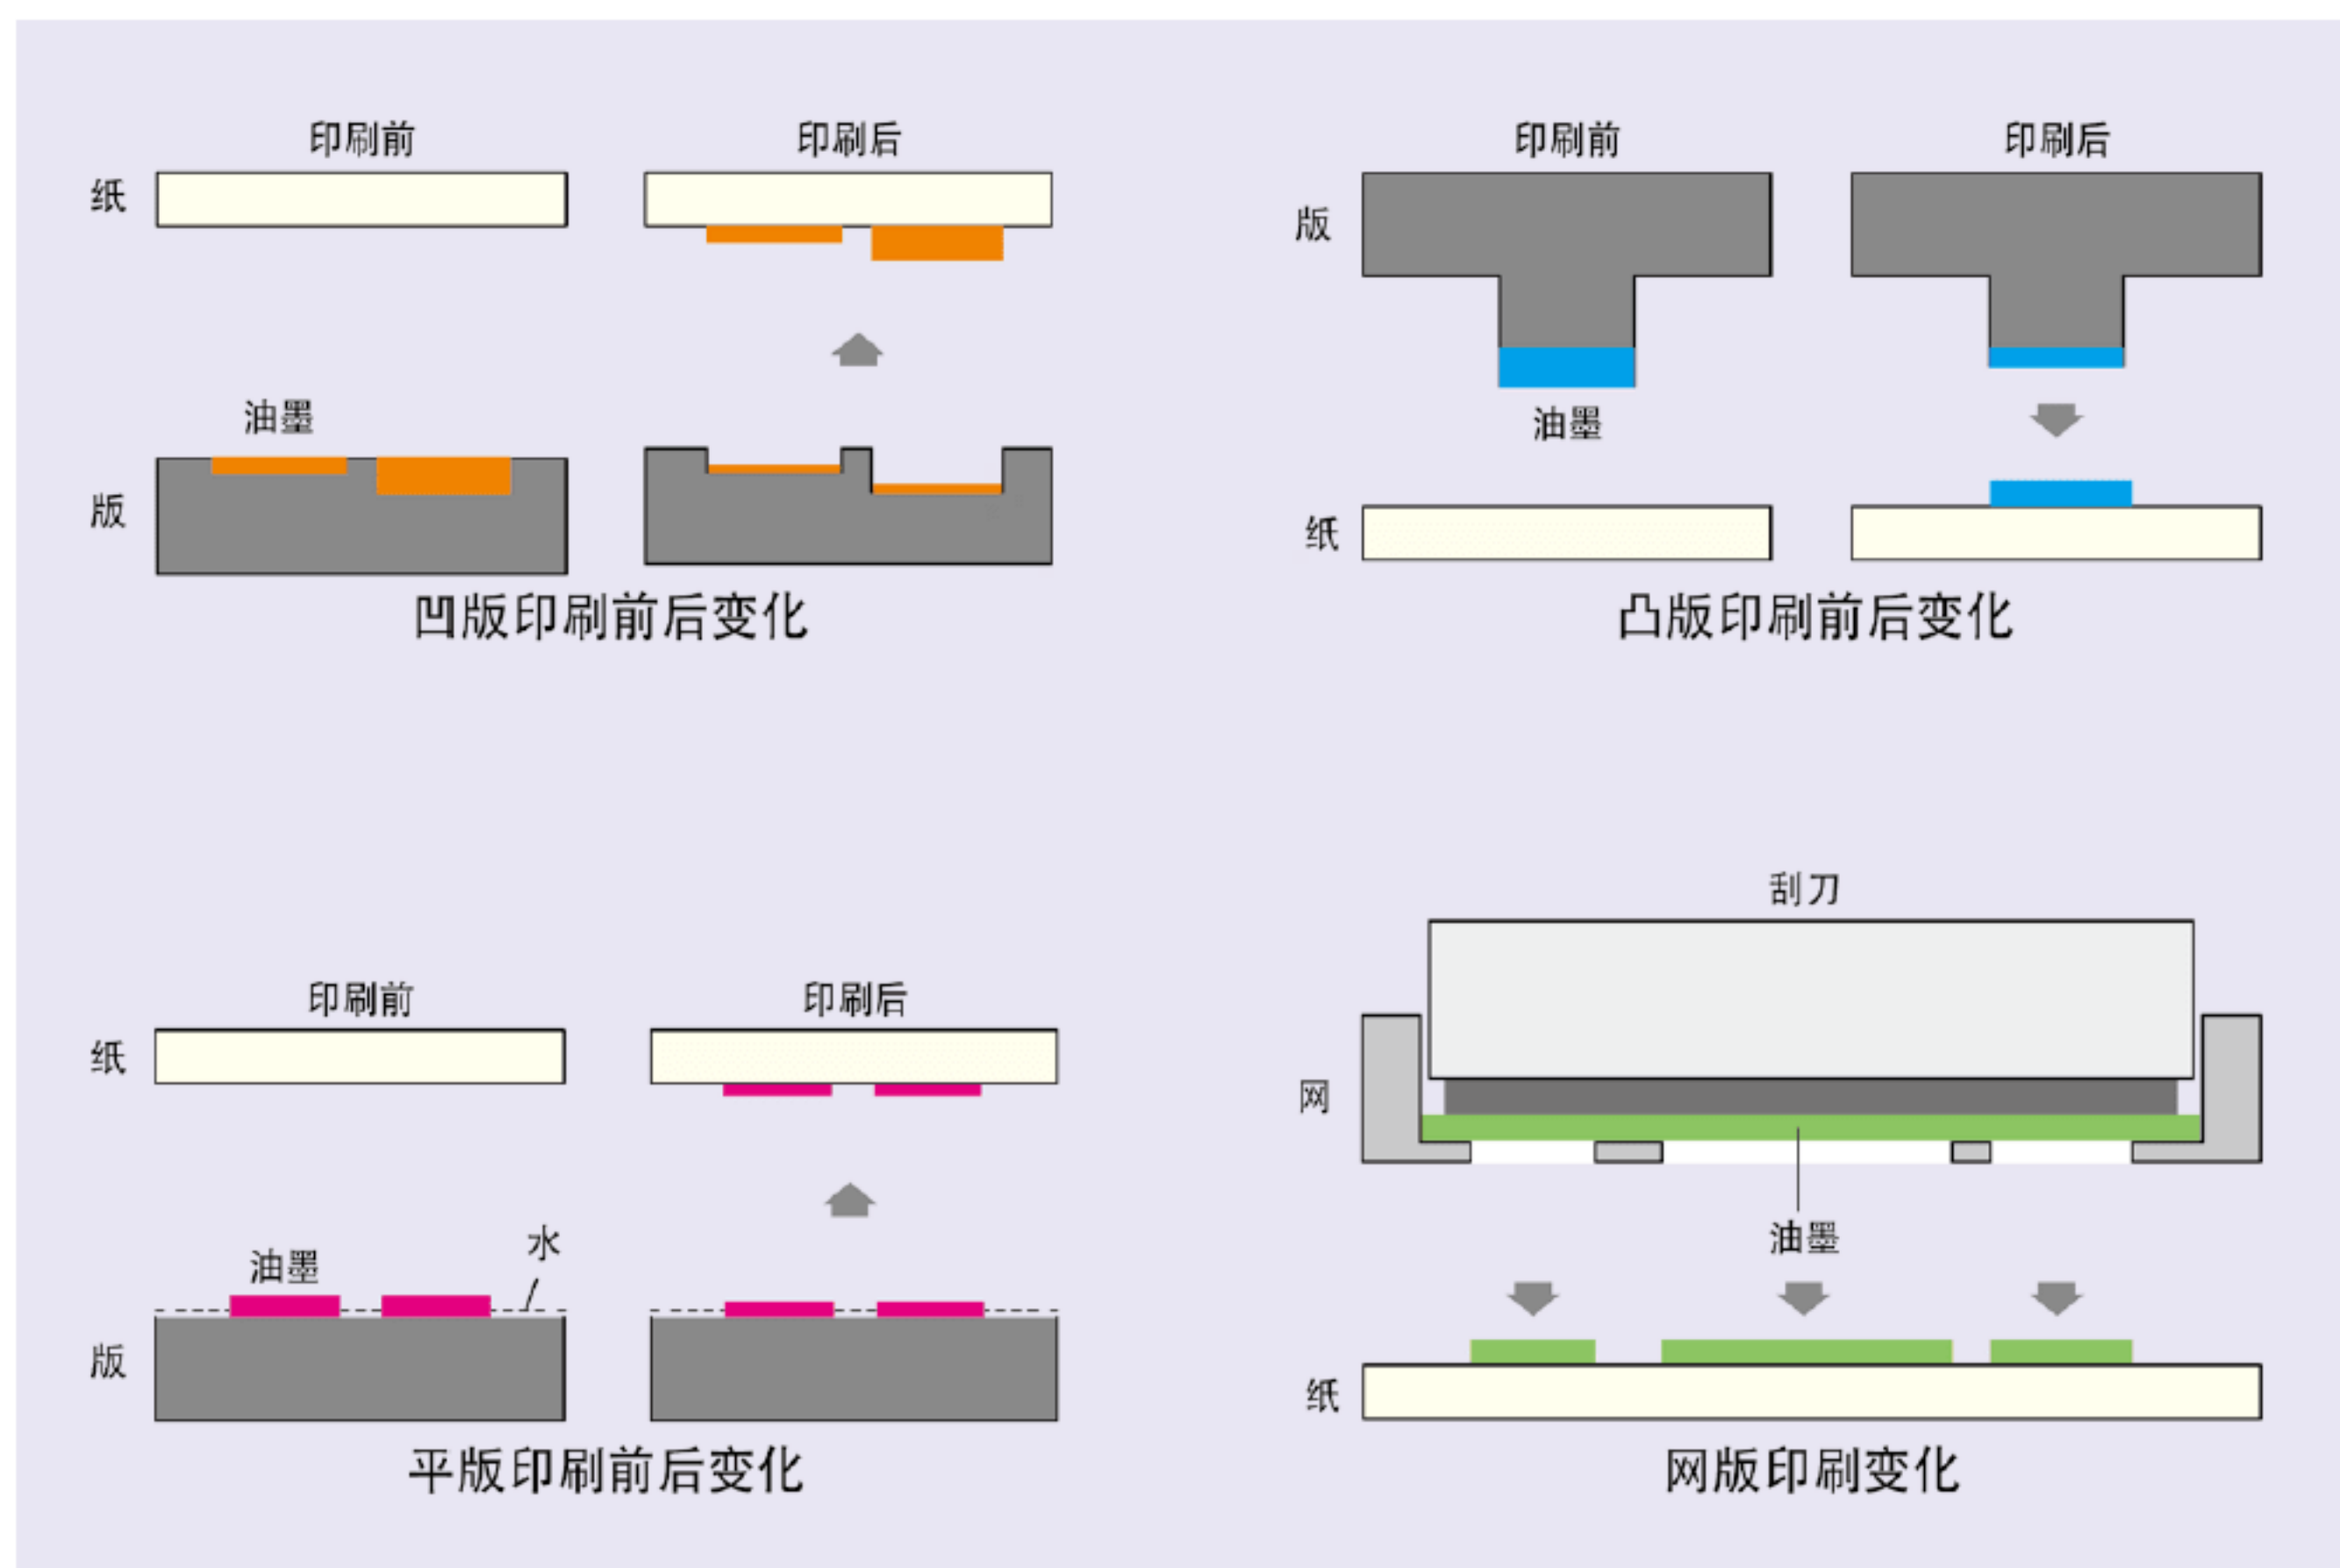 印刷前
印刷后
纸
油墨
版
凹版印刷前后变化
印刷前
印刷后
版
油墨
纸
凸版印刷前后变化
印刷前
印刷后
纸
油墨
水
版
平版印刷前后变化
刮刀
网
油墨
纸
网版印刷变化